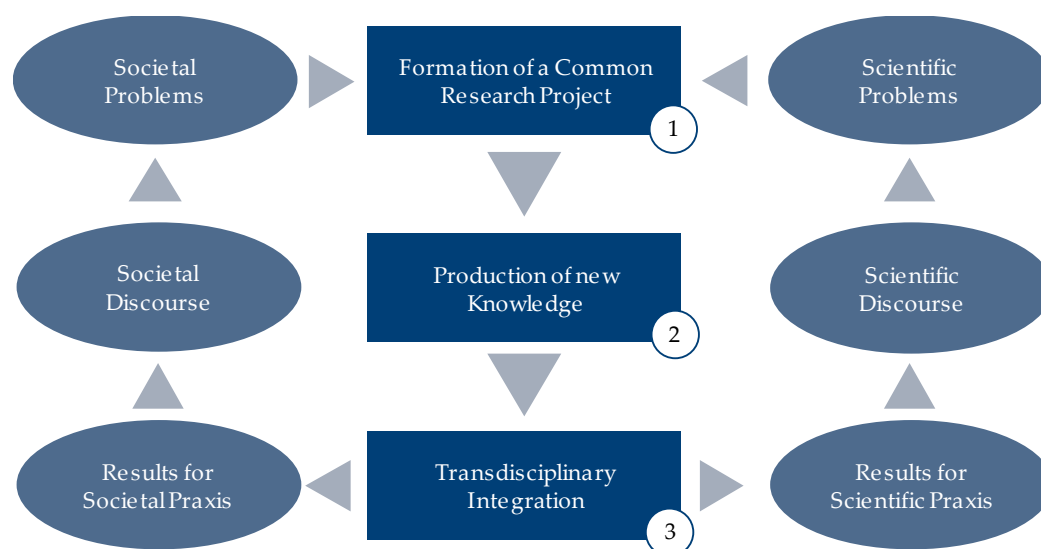 Societal
Problems
Formation of a Common
Research Project
1
Scientific
Problems
Societal
Discourse
Production of new
Knowledge
2
Scientific
Discourse
Results for
Societal Praxis
Transdisciplinary
Integration
3
Results for
Scientific Praxis